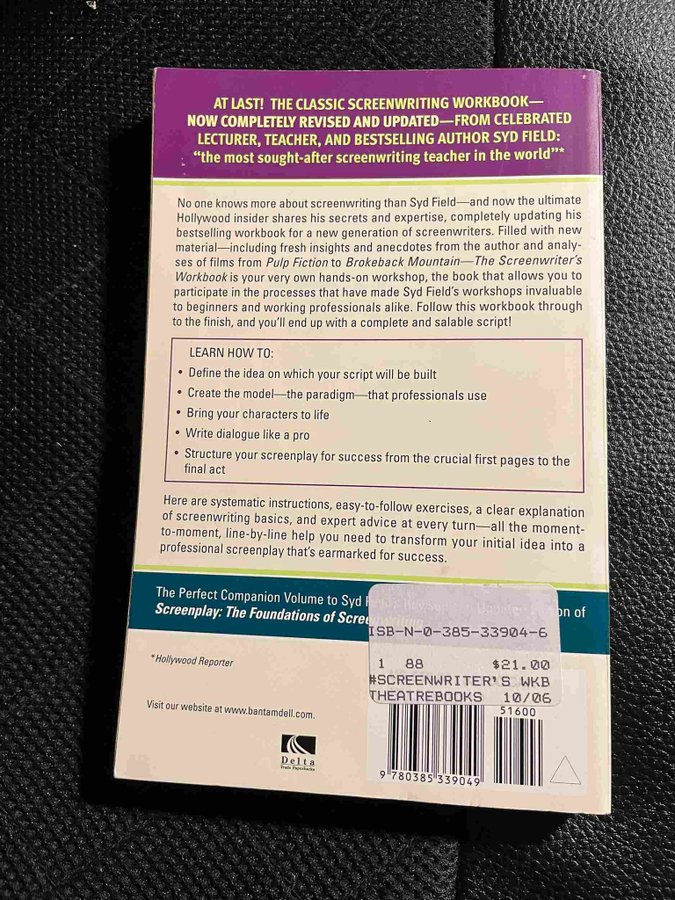 AT LAST! THE CLASSIC SCREENWRITING WORKBOOK—
NOW COMPLETELY REVISED AND UPDATED—FROM CELEBRATED
LECTURER, TEACHER, AND BESTSELLING AUTHOR SYD FIELD:
“the most sought-after screenwriting teacher in the world”*
No one knows more about screenwriting than Syd Field—and now the ultimate
Hollywood insider shares his secrets and expertise, completely updating his
bestselling workbook for a new generation of screenwriters. Filled with new
material—including fresh insights and anecdotes from the author and analy-
ses of films from Pulp Fiction to Brokeback Mountain—The Screenwriter's
Workbook is your very own hands-on workshop, the book that allows you to
participate in the processes that have made Syd Field's workshops invaluable
to beginners and working professionals alike. Follow this workbook through
to the finish, and you'll end up with a complete and salable script!
LEARN HOW TO:
• Define the idea on which your script will be built
• Create the model—the paradigm—that professionals use
• Bring your characters to life
• Write dialogue like a pro
• Structure your screenplay for success from the crucial first pages to the
final act
Here are systematic instructions, easy-to-follow exercises, a clear explanation
of screenwriting basics, and expert advice at every turn—all the moment-
to-moment, line-by-line help you need to transform your initial idea into a
professional screenplay that's earmarked for success.
The Perfect Companion Volume to Syd of
Screenplay: The Foundations of
ISB-N-0-385-33904-6
1 88 $21.00
#SCREENWRITER'S WKB
THEATREBOOKS 10/06
*Hollywood Reporter
Visit our website at www.bantamdell.com.
Delta
Trade Paperbacks
51600
9 780385 339049